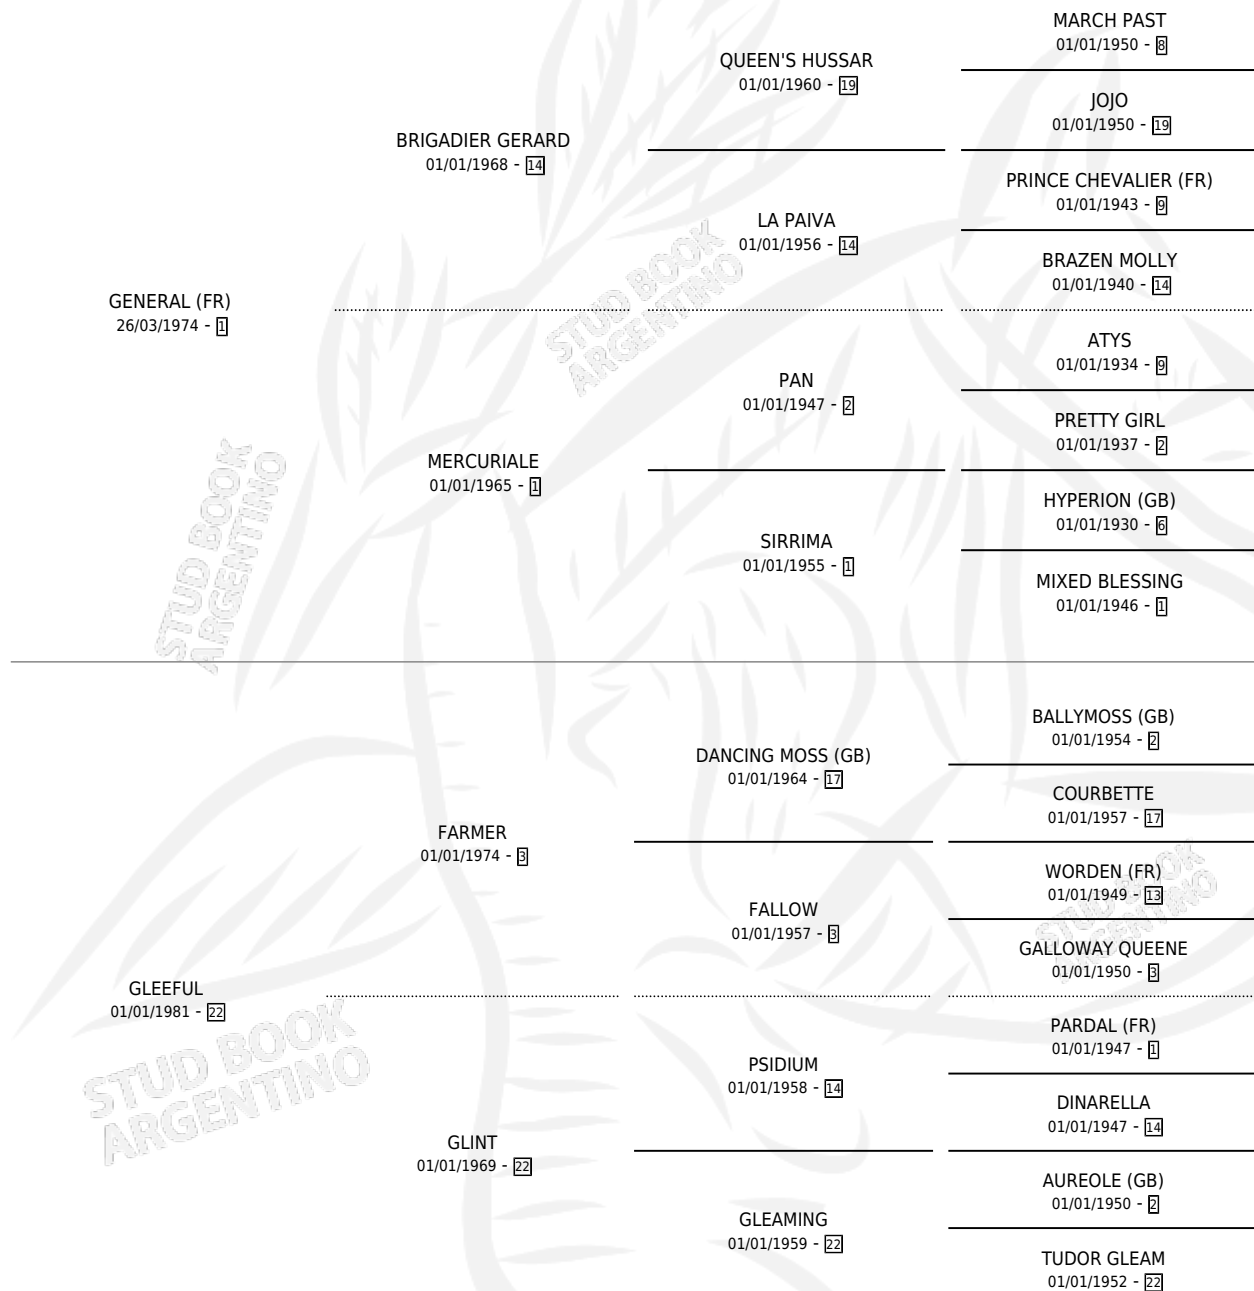 MARCH PAST
01/01/1950 - 8
QUEEN'S HUSSAR
01/01/1960 - 19
JOJO
01/01/1950 - 19
BRIGADIER GERARD
01/01/1968 - 14
PRINCE CHEVALIER (FR)
01/01/1943 - 9
LA PAIVA
01/01/1956 - 14
BRAZEN MOLLY
01/01/1940 - 14
GENERAL (FR)
26/03/1974 - 1
ATYS
01/01/1934 - 9
PAN
01/01/1947 - 2
PRETTY GIRL
01/01/1937 - 2
MERCURIALE
01/01/1965 - 1
HYPERION (GB)
01/01/1930 - 6
SIRRIMA
01/01/1955 - 1
MIXED BLESSING
01/01/1946 - 1
BALLYMOSS (GB)
01/01/1954 - 2
DANCING MOSS (GB)
01/01/1964 - 17
COURBETTE
01/01/1957 - 17
FARMER
01/01/1974 - 3
WORDEN (FR)
01/01/1949 - 13
FALLOW
01/01/1957 - 3
GALLOWAY QUEENE
01/01/1950 - 3
GLEEFUL
01/01/1981 - 22
PARDAL (FR)
01/01/1947 - 1
PSIDIUM
01/01/1958 - 14
DINARELLA
01/01/1947 - 14
GLINT
01/01/1969 - 22
AUREOLE (GB)
01/01/1950 - 2
GLEAMING
01/01/1959 - 22
TUDOR GLEAM
01/01/1952 - 22
STUD BOOK
ARGENTINO
STUD BOOK
ARGENTINO
STUD BOOK
ARGENTINO
STUD BOOK
ARGENTINO